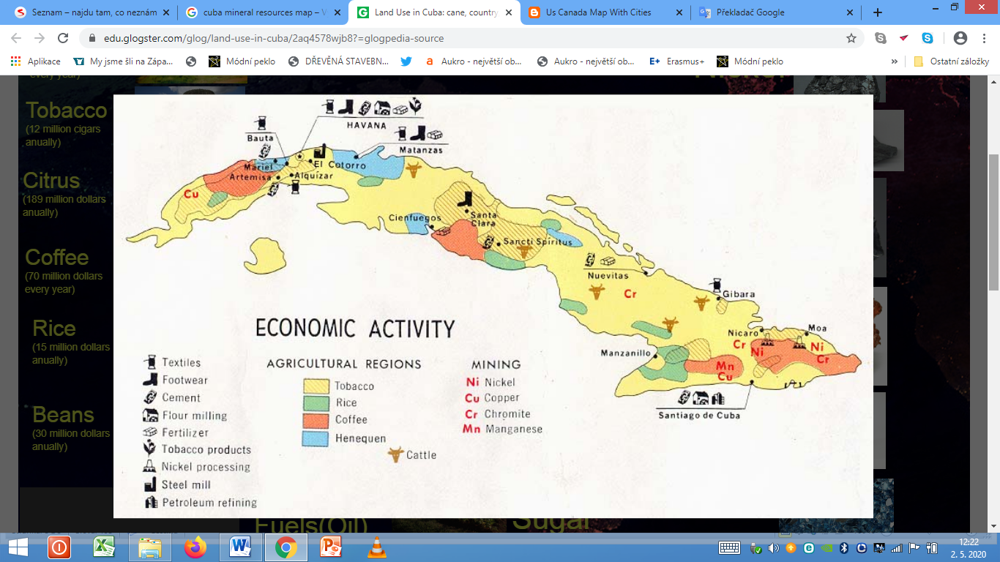 Seznam – najdu tam, co neznám
cuba mineral resources map – V
Land Use in Cuba: cane, country
Us Canada Map With Cities
Překladač Google
edu.glogster.com/glog/land-use-in-cuba/2aq4578wjb8?=glogpedia-source
Aplikace
My jsme šli na Zápa...
Módní peklo
DŘEVĚNÁ STAVEBN...
Aukro - největší ob...
Aukro - největší ob...
Erasmus+
Módní peklo
Ostatní záložky
every year)
Tobacco
(12 million cigars
anually)
Citrus
(189 million dollars
anually)
Coffee
(70 million dollars
every year)
Rice
(15 million dollars
anually)
Beans
(30 million dollars
anually)
Fuels(Oil)
Sugar
HAVANA
Bauta
Matanzas
Mariel
El Cotorro
Artemisa
Alquízar
Cu
Cienfuegos
Santa
Clara
Sancti Spíritus
Nuevitas
Cr
Gibara
Nicaro
Moa
Cr
Ni
Ni
Cr
Manzanillo
Mn
Cu
Santiago de Cuba
ECONOMIC ACTIVITY
Textiles
Footwear
Cement
Flour milling
Fertilizer
Tobacco products
Nickel processing
Steel mill
Petroleum refining
AGRICULTURAL REGIONS
Tobacco
Rice
Coffee
Henequen
Cattle
MINING
Ni Nickel
Cu Copper
Cr Chromite
Mn Manganese
12:22
2. 5. 2020